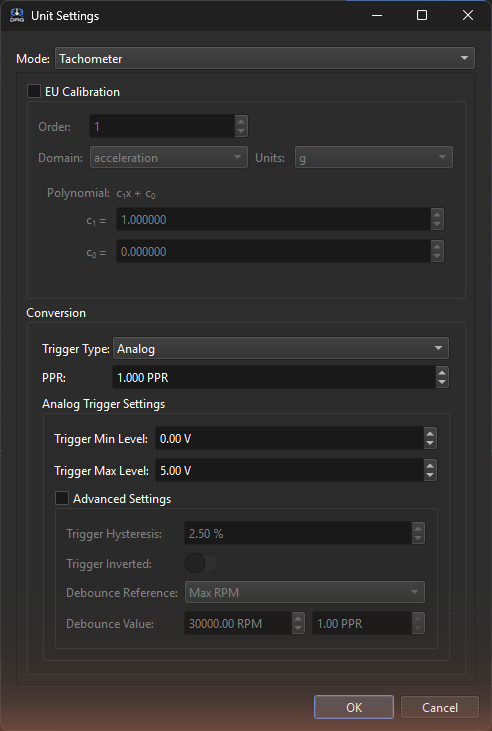 DAQ
Unit Settings
Mode: Tachometer
EU Calibration
Order: 1
Domain: acceleration Units: g
Polynomial: c₁x + c₀
c₁ = 1.000000
c₀ = 0.000000
Conversion
Trigger Type: Analog
PPR: 1.000 PPR
Analog Trigger Settings
Trigger Min Level: 0.00 V
Trigger Max Level: 5.00 V
Advanced Settings
Trigger Hysteresis: 2.50 %
Trigger Inverted:
Debounce Reference: Max RPM
Debounce Value: 30000.00 RPM 1.00 PPR
OK Cancel